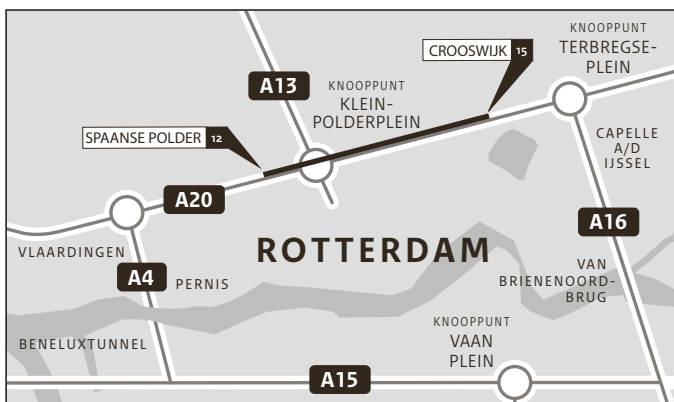 KNOOPPUNT
TERBREGSE-
PLEIN
CROOSWIJK 15
A13
KNOOPPUNT
KLEIN-
POLDERPLEIN
SPAANSE POLDER 12
CAPELLE
A/D
IJSSEL
A20
A16
VLAARDINGEN
ROTTERDAM
A4
PERNIS
VAN
BRIENENOORD-
BRUG
BENELUXTUNNEL
KNOOPPUNT
VAAN
PLEIN
A15